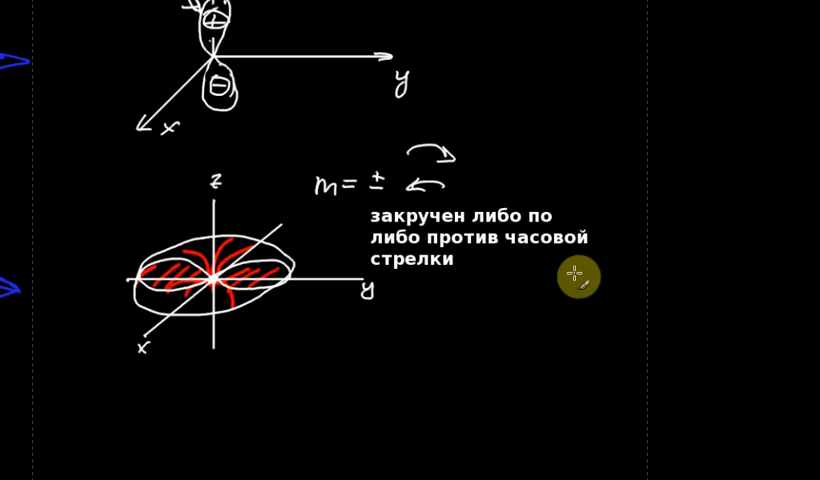 +
y
−
x
z
m = ±
закручен либо по
либо против часовой
стрелки
y
x